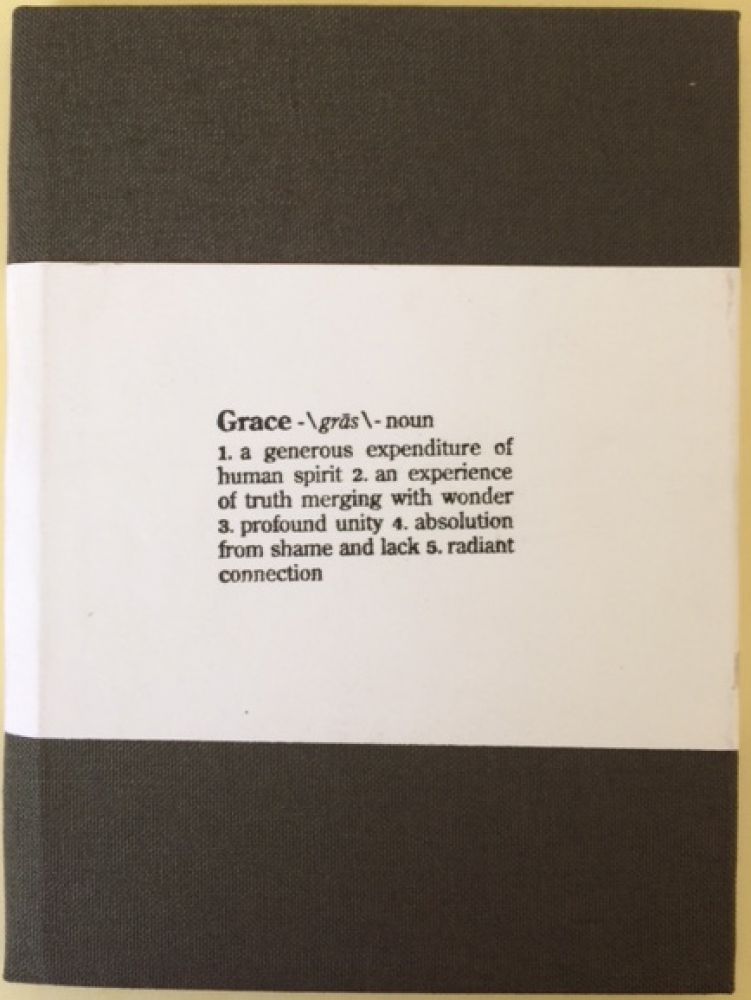 Grace -\grās\- noun
1. a generous expenditure of
human spirit 2. an experience
of truth merging with wonder
3. profound unity 4. absolution
from shame and lack 5. radiant
connection